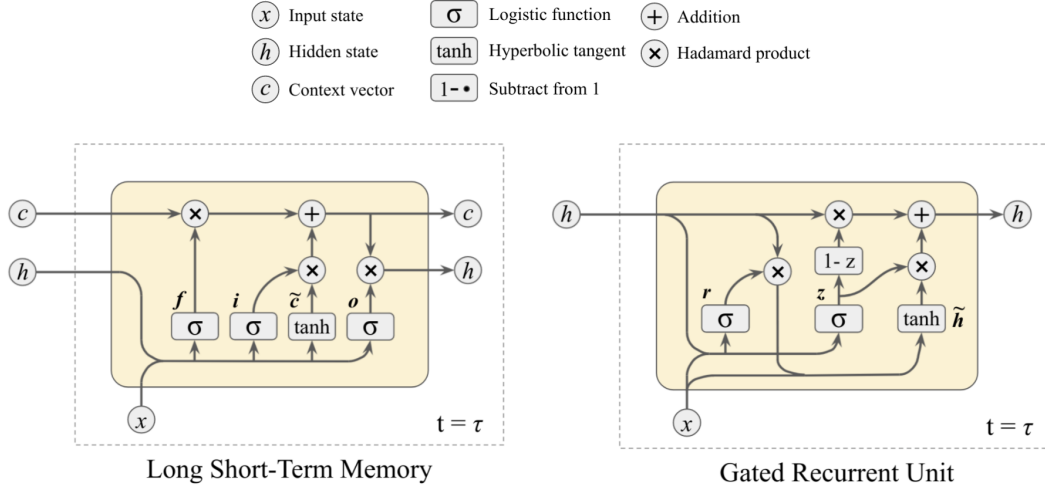 x Input state
σ Logistic function
+ Addition
h Hidden state
tanh Hyperbolic tangent
× Hadamard product
c Context vector
1-• Subtract from 1
c
×
+
c
h
×
×
h
f
i
c̃
o
σ
σ
tanh
σ
x
t = τ
Long Short-Term Memory
h
×
+
h
1- z
×
×
r
z
σ
σ
tanh
h̃
x
t = τ
Gated Recurrent Unit